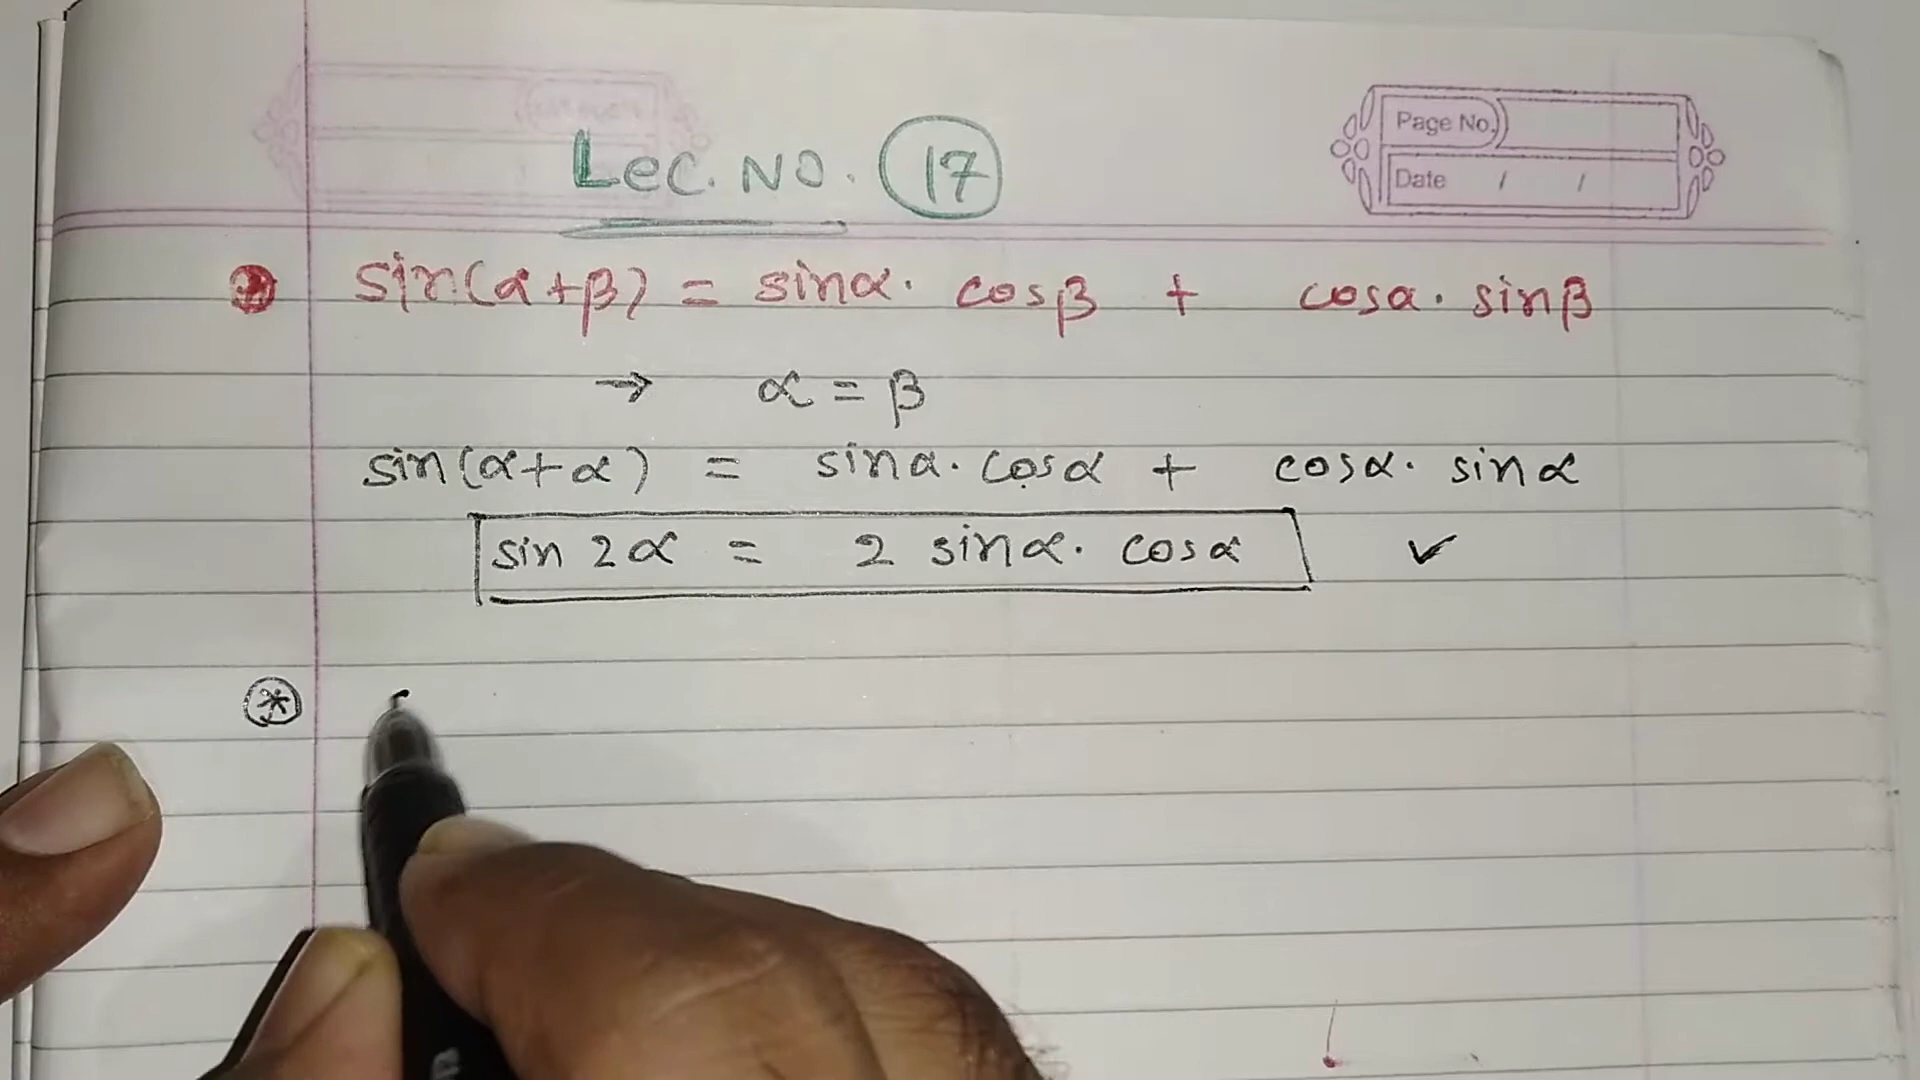 Page No.
Lec. No. 17
Date / /
sin(α+β) = sinα. cosβ + cosα. sinβ
→ α = β
sin(α+α) = sinα. cosα + cosα. sinα
sin 2α = 2 sinα. cosα ✓
*